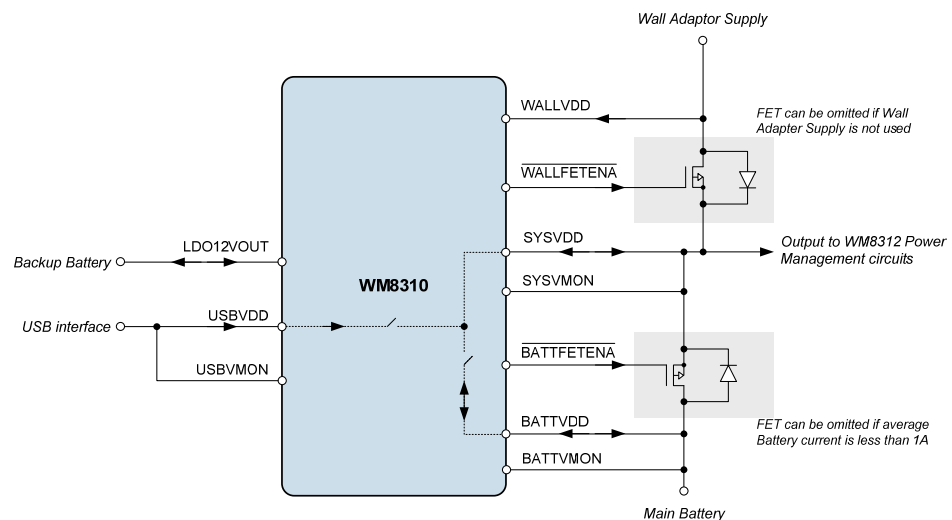 Wall Adaptor Supply
WALLVDD
FET can be omitted if Wall
Adapter Supply is not used
WALLFETENA
SYSVDD
Output to WM8312 Power
Management circuits
LDO12VOUT
Backup Battery
WM8310
SYSVMON
USBVDD
USB interface
BATTFETENA
USBVMON
BATTVDD
FET can be omitted if average
Battery current is less than 1A
BATTVMON
Main Battery